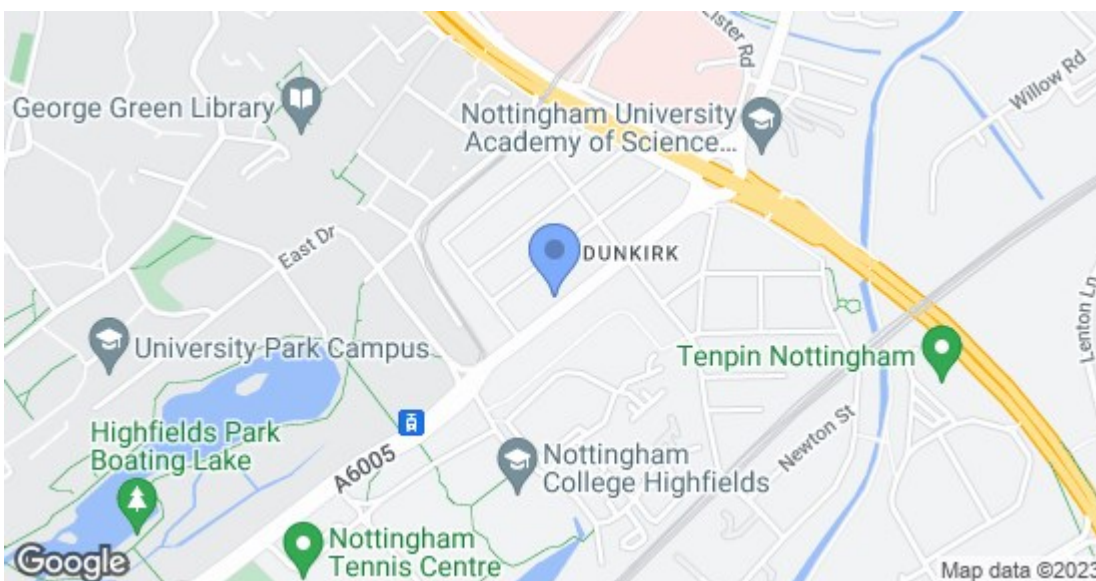 Lister Rd
Willow Rd
George Green Library
Nottingham University
Academy of Science...
East Dr
DUNKIRK
Lenton Ln
University Park Campus
Tenpin Nottingham
Highfields Park
Boating Lake
A6005
Newton St
Nottingham
College Highfields
Nottingham
Tennis Centre
Google
Map data ©2023